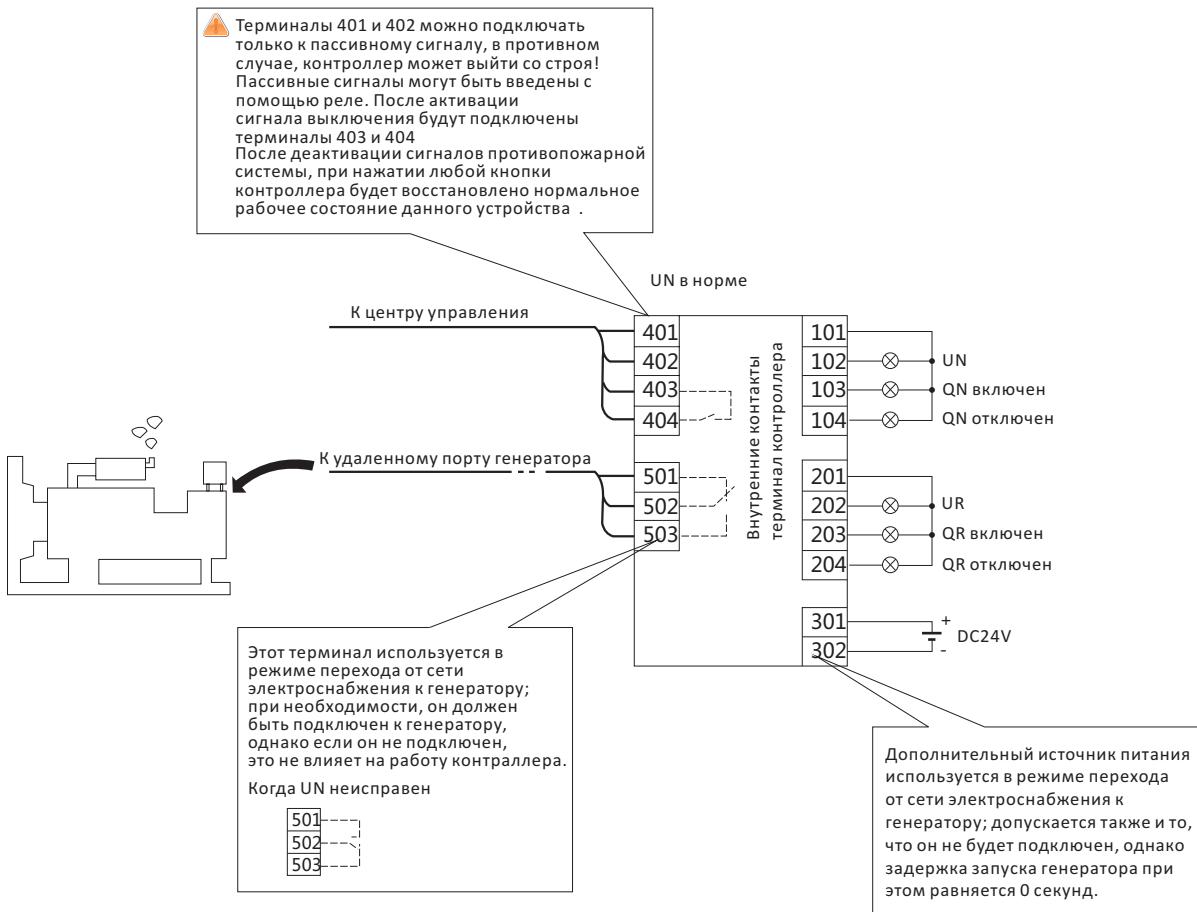 Терминалы 401 и 402 можно подключать
только к пассивному сигналу, в противном
случае, контроллер может выйти со строя!
Пассивные сигналы могут быть введены с
помощью реле. После активации
сигнала выключения будут подключены
терминалы 403 и 404
После деактивации сигналов противопожарной
системы, при нажатии любой кнопки
контроллера будет восстановлено нормальное
рабочее состояние данного устройства .
UN в норме
К центру управления
401
402
403
404
К удаленному порту генератора
501
502
503
Внутренние контакты
терминал контроллера
101
102
103
104
UN
QN включен
QN отключен
201
202
203
204
UR
QR включен
QR отключен
301
302
+
DC24V
-
Этот терминал используется в
режиме перехода от сети
электроснабжения к генератору;
при необходимости, он должен
быть подключен к генератору,
однако если он не подключен,
это не влияет на работу контраллера.
Когда UN неисправен
501
502
503
Дополнительный источник питания
используется в режиме перехода
от сети электроснабжения к
генератору; допускается также и то,
что он не будет подключен, однако
задержка запуска генератора при
этом равняется 0 секунд.